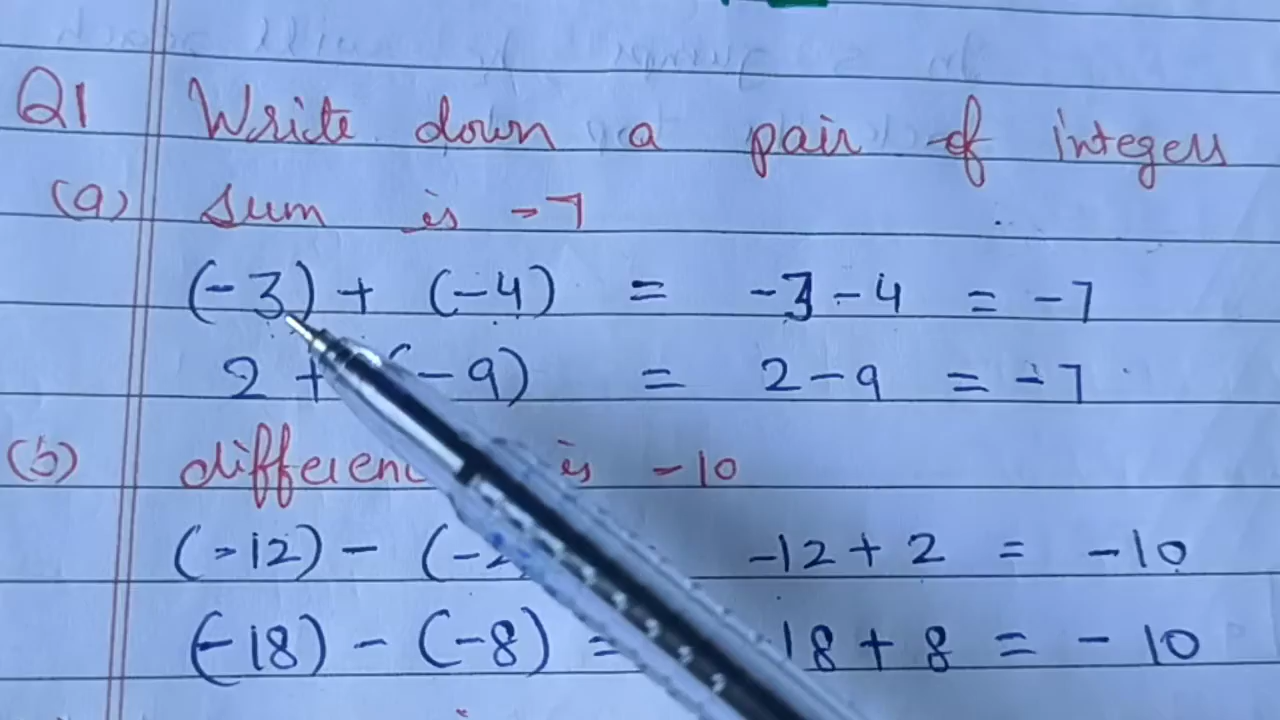 Q1 Write down a pair of integers
(a) Sum is -7
(-3) + (-4) = -3-4 = -7
2 + (-9) = 2-9 = -7
(b) is -10
(-12) - (-2 -12+2 = -10
(-18) - (-8) = 18+8 = -10